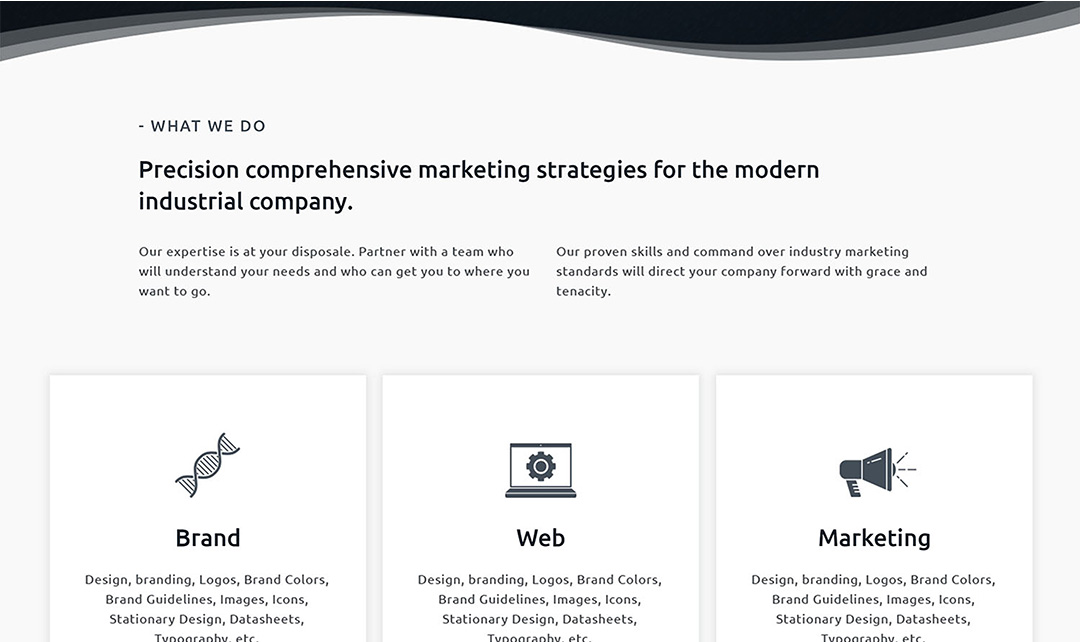 - WHAT WE DO
Precision comprehensive marketing strategies for the modern
industrial company.
Our expertise is at your disposale. Partner with a team who
will understand your needs and who can get you to where you
want to go.
Our proven skills and command over industry marketing
standards will direct your company forward with grace and
tenacity.
Brand
Design, branding, Logos, Brand Colors,
Brand Guidelines, Images, Icons,
Stationary Design, Datasheets,
Typography, etc.
Web
Design, branding, Logos, Brand Colors,
Brand Guidelines, Images, Icons,
Stationary Design, Datasheets,
Typography, etc.
Marketing
Design, branding, Logos, Brand Colors,
Brand Guidelines, Images, Icons,
Stationary Design, Datasheets,
Typography, etc.